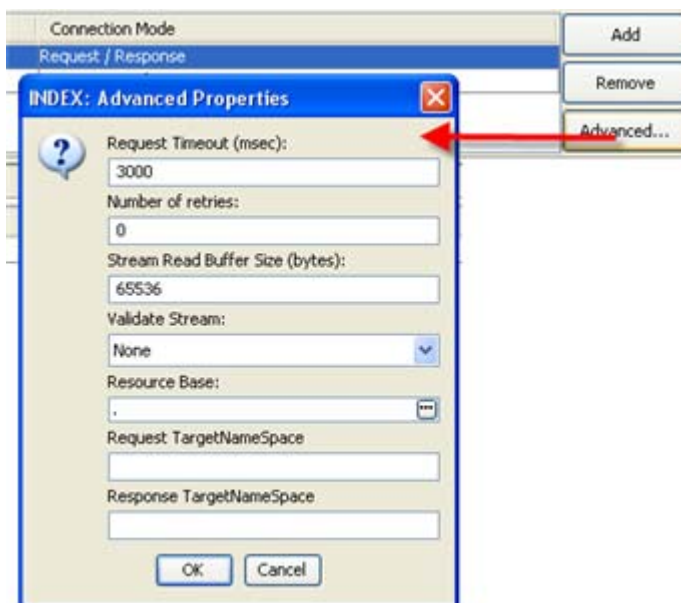 Connection Mode
Add
Request / Response
Remove
INDEX: Advanced Properties
Advanced...
Request Timeout (msec):
3000
Number of retries:
0
Stream Read Buffer Size (bytes):
65536
Validate Stream:
None
Resource Base:
.
Request TargetNameSpace
Response TargetNameSpace
OK
Cancel